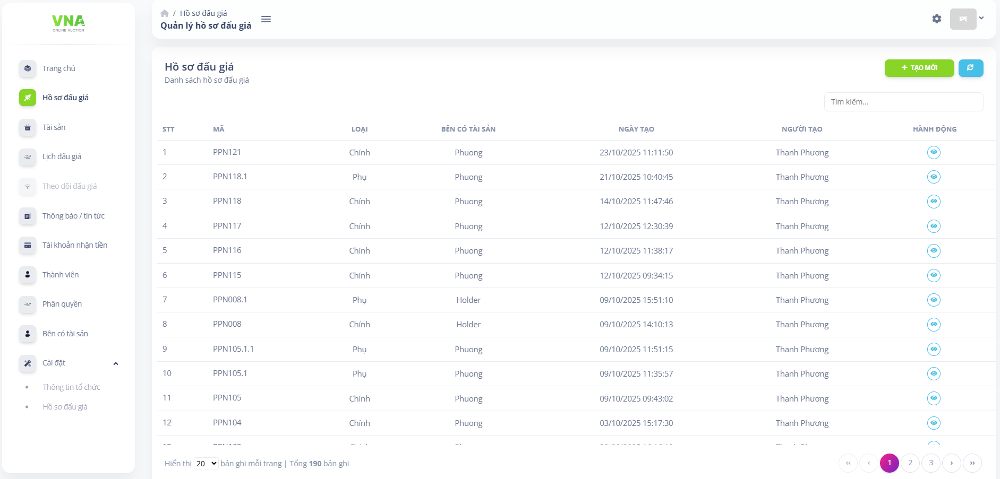 VNA
ONLINE AUCTION
Trang chủ
Hồ sơ đấu giá
Tài sản
Lịch đấu giá
Theo dõi đấu giá
Thông báo / tin tức
Tài khoản nhận tiền
Thành viên
Phân quyền
Bên có tài sản
Cài đặt
Thông tin tổ chức
Hồ sơ đấu giá
/ Hồ sơ đấu giá
Quản lý hồ sơ đấu giá
Hồ sơ đấu giá
Danh sách hồ sơ đấu giá
+ TẠO MỚI
Tìm kiếm...
STT MÃ LOẠI BÊN CÓ TÀI SẢN NGÀY TẠO NGƯỜI TẠO HÀNH ĐỘNG
1 PPN121 Chính Phuong 23/10/2025 11:11:50 Thanh Phương
2 PPN118.1 Phụ Phuong 21/10/2025 10:40:45 Thanh Phương
3 PPN118 Chính Phuong 14/10/2025 11:47:46 Thanh Phương
4 PPN117 Chính Phuong 12/10/2025 12:30:39 Thanh Phương
5 PPN116 Chính Phuong 12/10/2025 11:38:17 Thanh Phương
6 PPN115 Chính Phuong 12/10/2025 09:34:15 Thanh Phương
7 PPN008.1 Phụ Holder 09/10/2025 15:51:10 Thanh Phương
8 PPN008 Chính Holder 09/10/2025 14:10:13 Thanh Phương
9 PPN105.1.1 Phụ Phuong 09/10/2025 11:51:15 Thanh Phương
10 PPN105.1 Phụ Phuong 09/10/2025 11:35:57 Thanh Phương
11 PPN105 Chính Phuong 09/10/2025 09:43:02 Thanh Phương
12 PPN104 Chính Phuong 03/10/2025 15:17:30 Thanh Phương
Hiển thị 20 bản ghi mỗi trang | Tổng 190 bản ghi
‹‹ ‹ 1 2 3 › ››